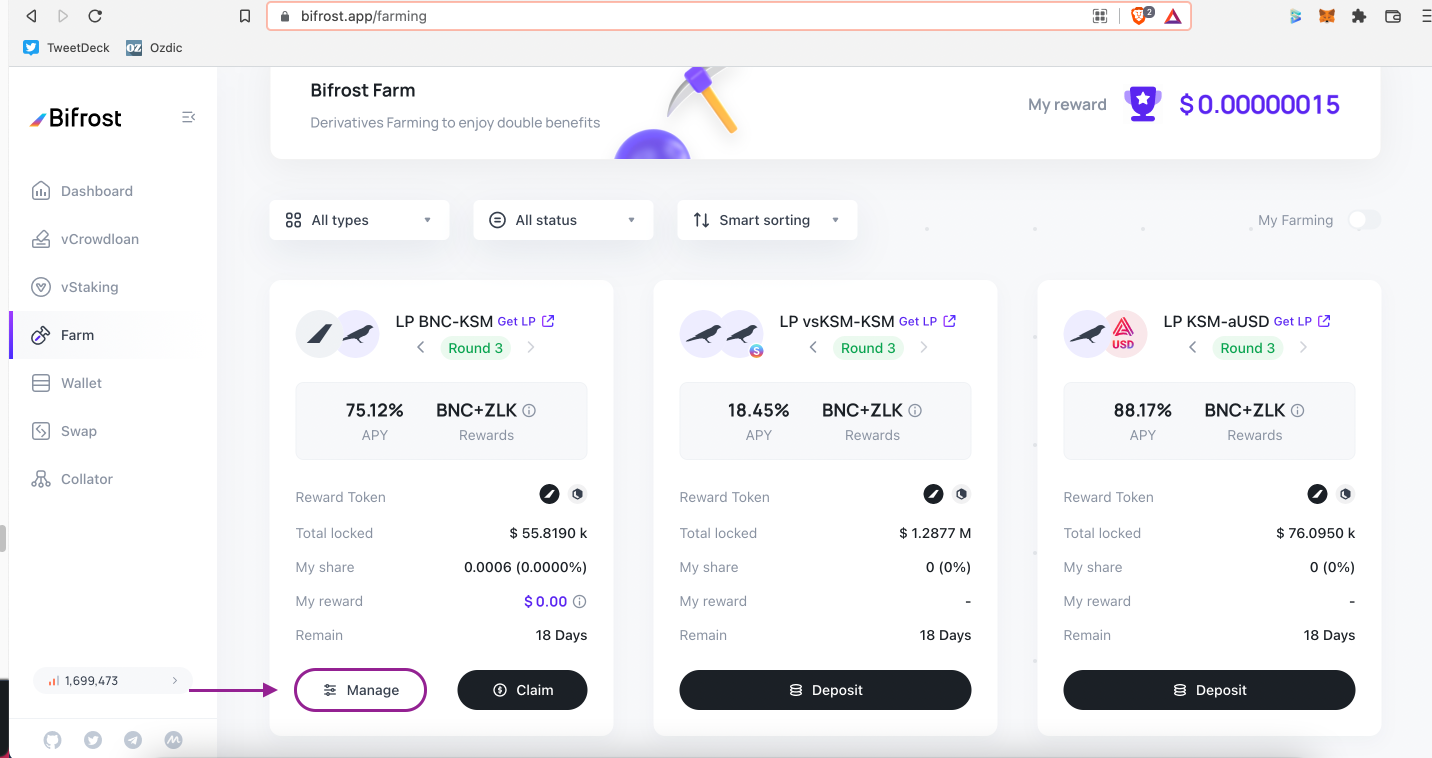 bifrost.app/farming
2
TweetDeck
OZ Ozdic
Bifrost
Dashboard
vCrowdloan
vStaking
Farm
Wallet
Swap
Collator
1,699,473
Bifrost Farm
Derivatives Farming to enjoy double benefits
My reward $ 0.00000015
All types
All status
Smart sorting
My Farming
LP BNC-KSM Get LP
Round 3
75.12% BNC+ZLK
APY Rewards
Reward Token
Total locked $ 55.8190 k
My share 0.0006 (0.0000%)
My reward $ 0.00
Remain 18 Days
Manage Claim
LP vsKSM-KSM Get LP
S
Round 3
18.45% BNC+ZLK
APY Rewards
Reward Token
Total locked $ 1.2877 M
My share 0 (0%)
My reward -
Remain 18 Days
Deposit
USD
LP KSM-aUSD Get LP
Round 3
88.17% BNC+ZLK
APY Rewards
Reward Token
Total locked $ 76.0950 k
My share 0 (0%)
My reward -
Remain 18 Days
Deposit